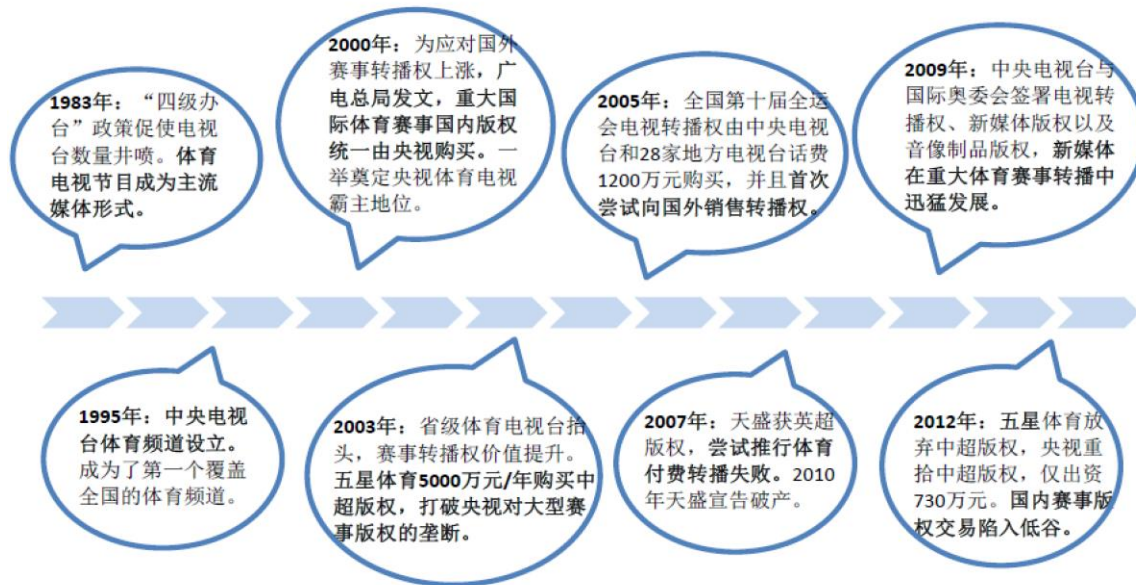 1983年：“四级办
台”政策促使电视
台数量井喷。体育
电视节目成为主流
媒体形式。
2000年：为应对国外
赛事转播权上涨，广
电总局发文，重大国
际体育赛事国内版权
统一由央视购买。一
举奠定央视体育电视
霸主地位。
2005年：全国第十届全运
会电视转播权由中央电视
台和28家地方电视台话费
1200万元购买，并且首次
尝试向国外销售转播权。
2009年：中央电视台与
国际奥委会签署电视转
播权、新媒体版权以及
音像制品版权，新媒体
在重大体育赛事转播中
迅猛发展。
1995年：中央电视
台体育频道设立。
成为了第一个覆盖
全国的体育频道。
2003年：省级体育电视台抬
头，赛事转播权价值提升。
五星体育5000万元/年购买中
超版权，打破央视对大型赛
事版权的垄断。
2007年：天盛获英超
版权，尝试推行体育
付费转播失败。2010
年天盛宣告破产。
2012年：五星体育放
弃中超版权，央视重
拾中超版权，仅出资
730万元。国内赛事版
权交易陷入低谷。